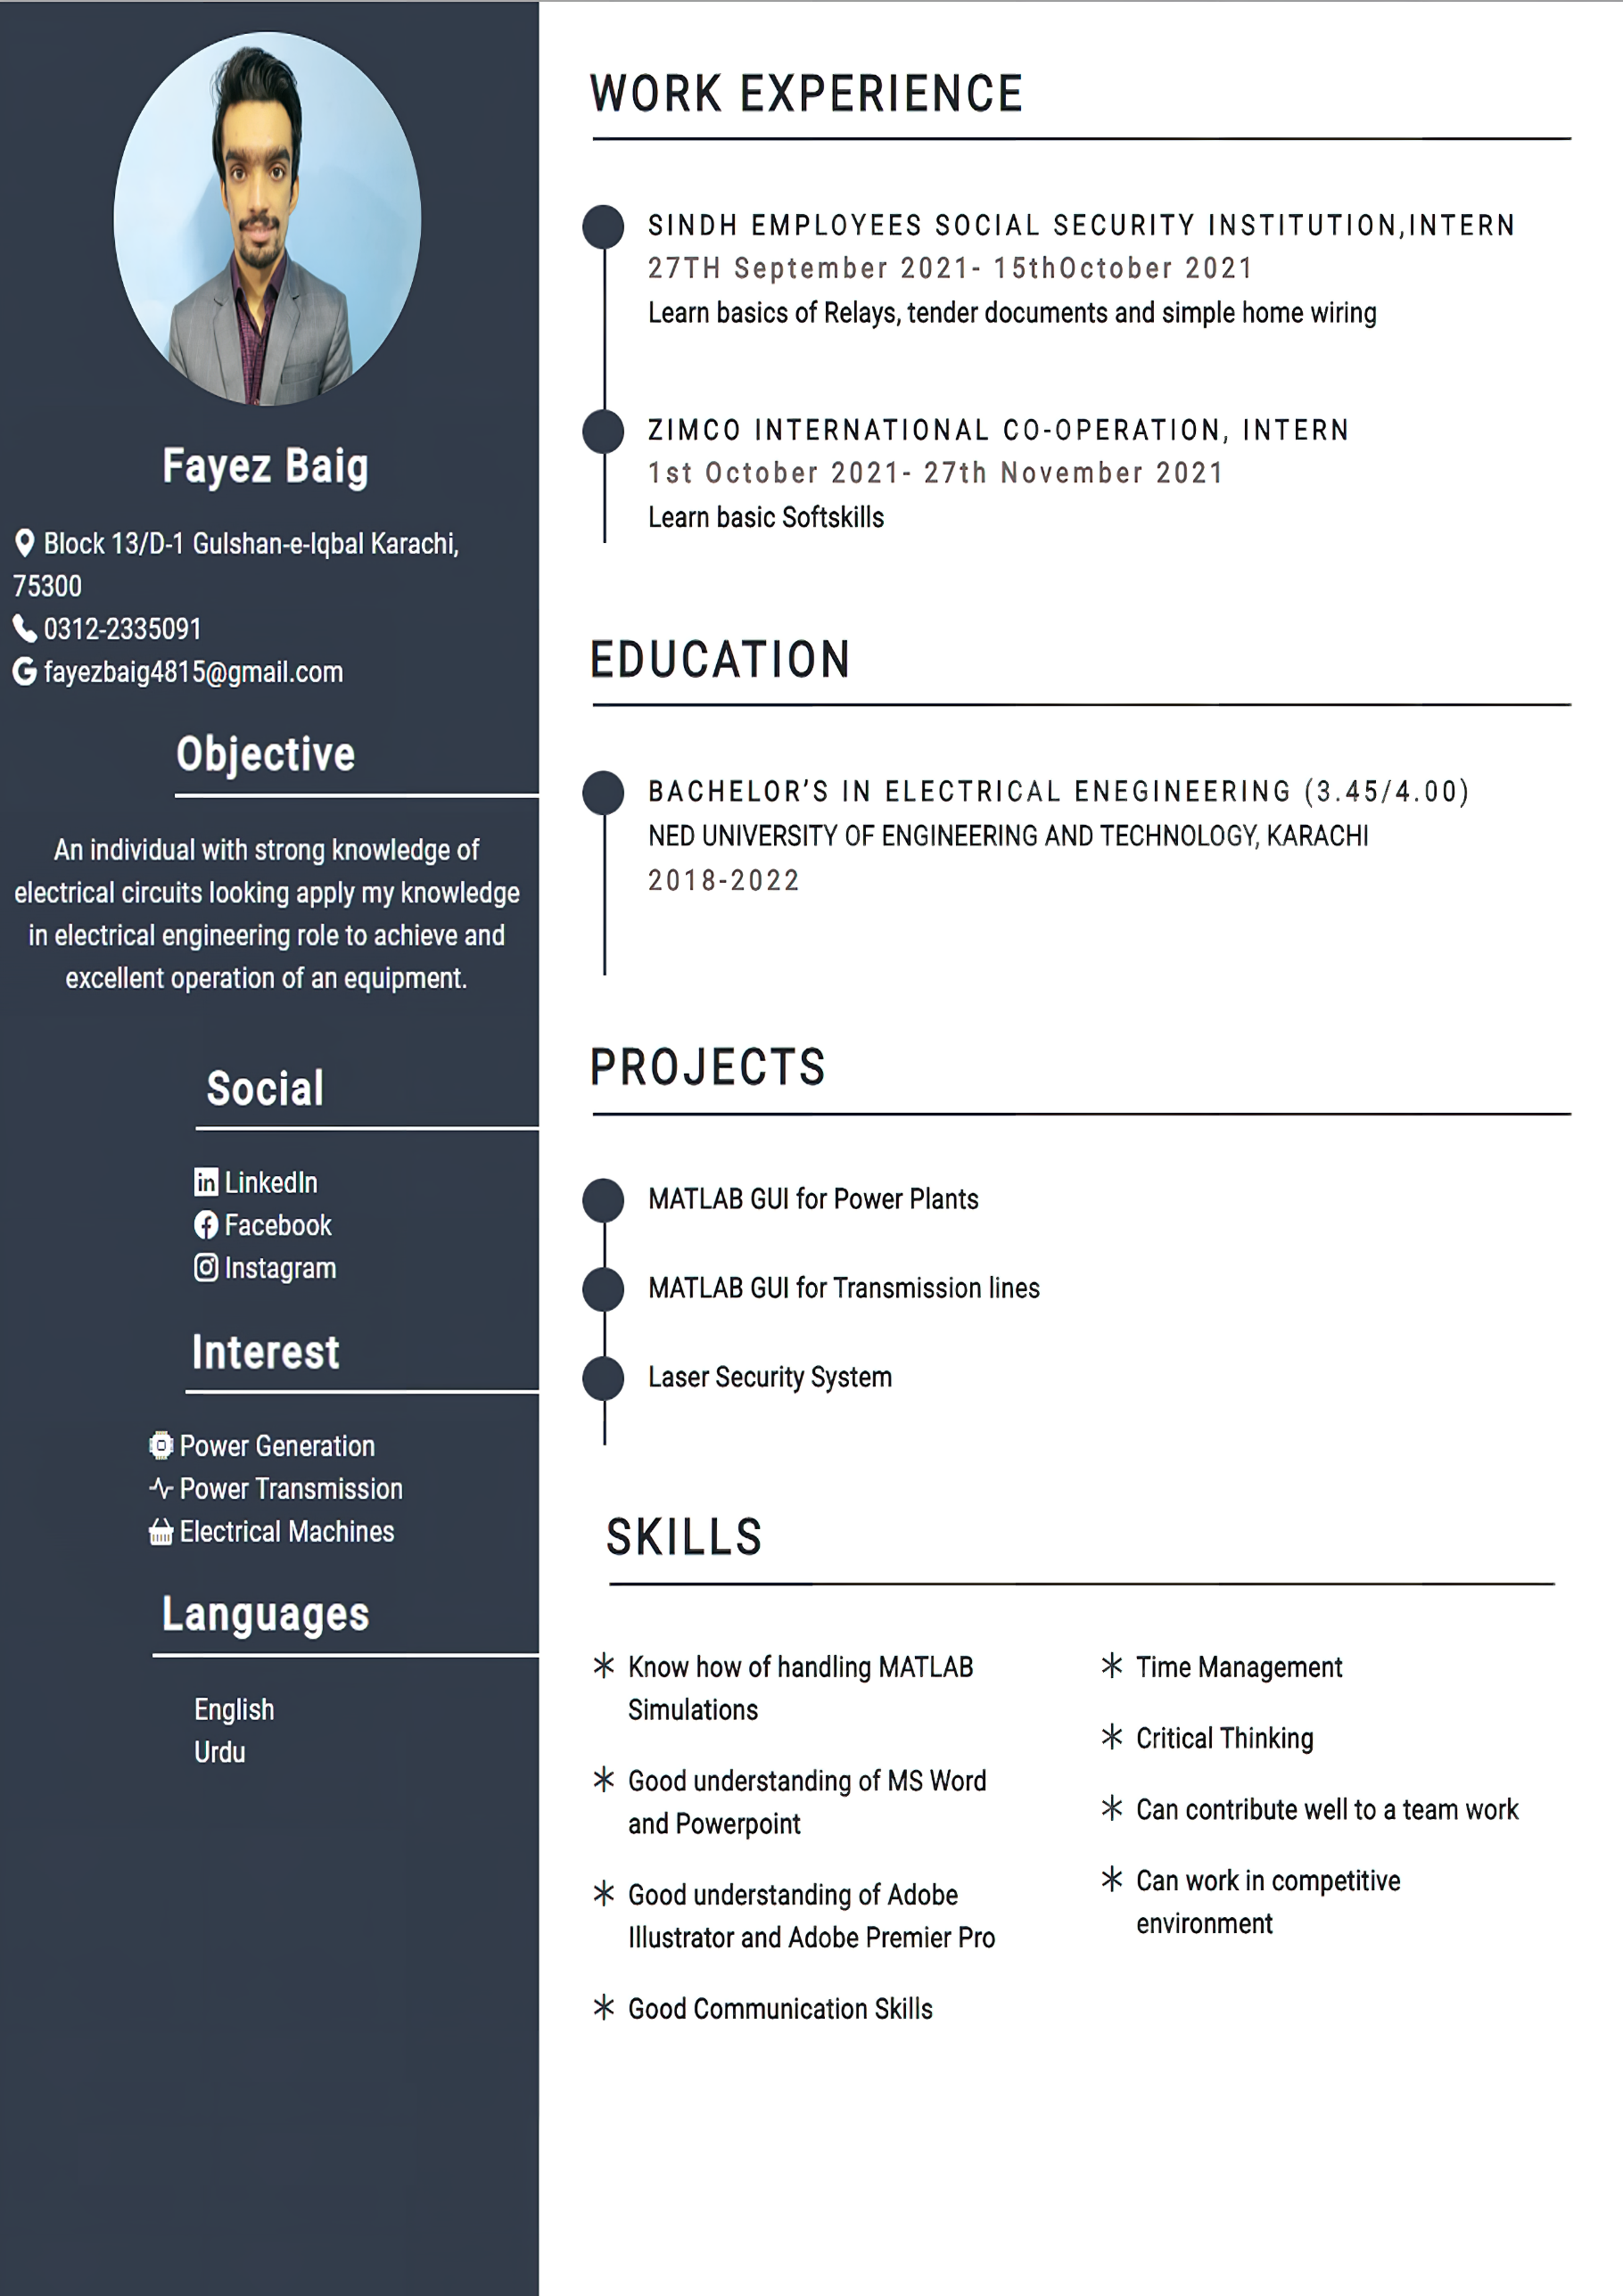 Fayez Baig
Block 13/D-1 Gulshan-e-Iqbal Karachi,
75300
0312-2335091
fayezbaig4815@gmail.com
Objective
An individual with strong knowledge of
electrical circuits looking apply my knowledge
in electrical engineering role to achieve and
excellent operation of an equipment.
Social
LinkedIn
Facebook
Instagram
Interest
Power Generation
Power Transmission
Electrical Machines
Languages
English
Urdu
WORK EXPERIENCE
SINDH EMPLOYEES SOCIAL SECURITY INSTITUTION,INTERN
27TH September 2021- 15thOctober 2021
Learn basics of Relays, tender documents and simple home wiring
ZIMCO INTERNATIONAL CO-OPERATION, INTERN
1st October 2021- 27th November 2021
Learn basic Softskills
EDUCATION
BACHELOR'S IN ELECTRICAL ENEGINEERING (3.45/4.00)
NED UNIVERSITY OF ENGINEERING AND TECHNOLOGY, KARACHI
2018-2022
PROJECTS
MATLAB GUI for Power Plants
MATLAB GUI for Transmission lines
Laser Security System
SKILLS
Know how of handling MATLAB
Simulations
Good understanding of MS Word
and Powerpoint
Good understanding of Adobe
Illustrator and Adobe Premier Pro
Good Communication Skills
Time Management
Critical Thinking
Can contribute well to a team work
Can work in competitive
environment